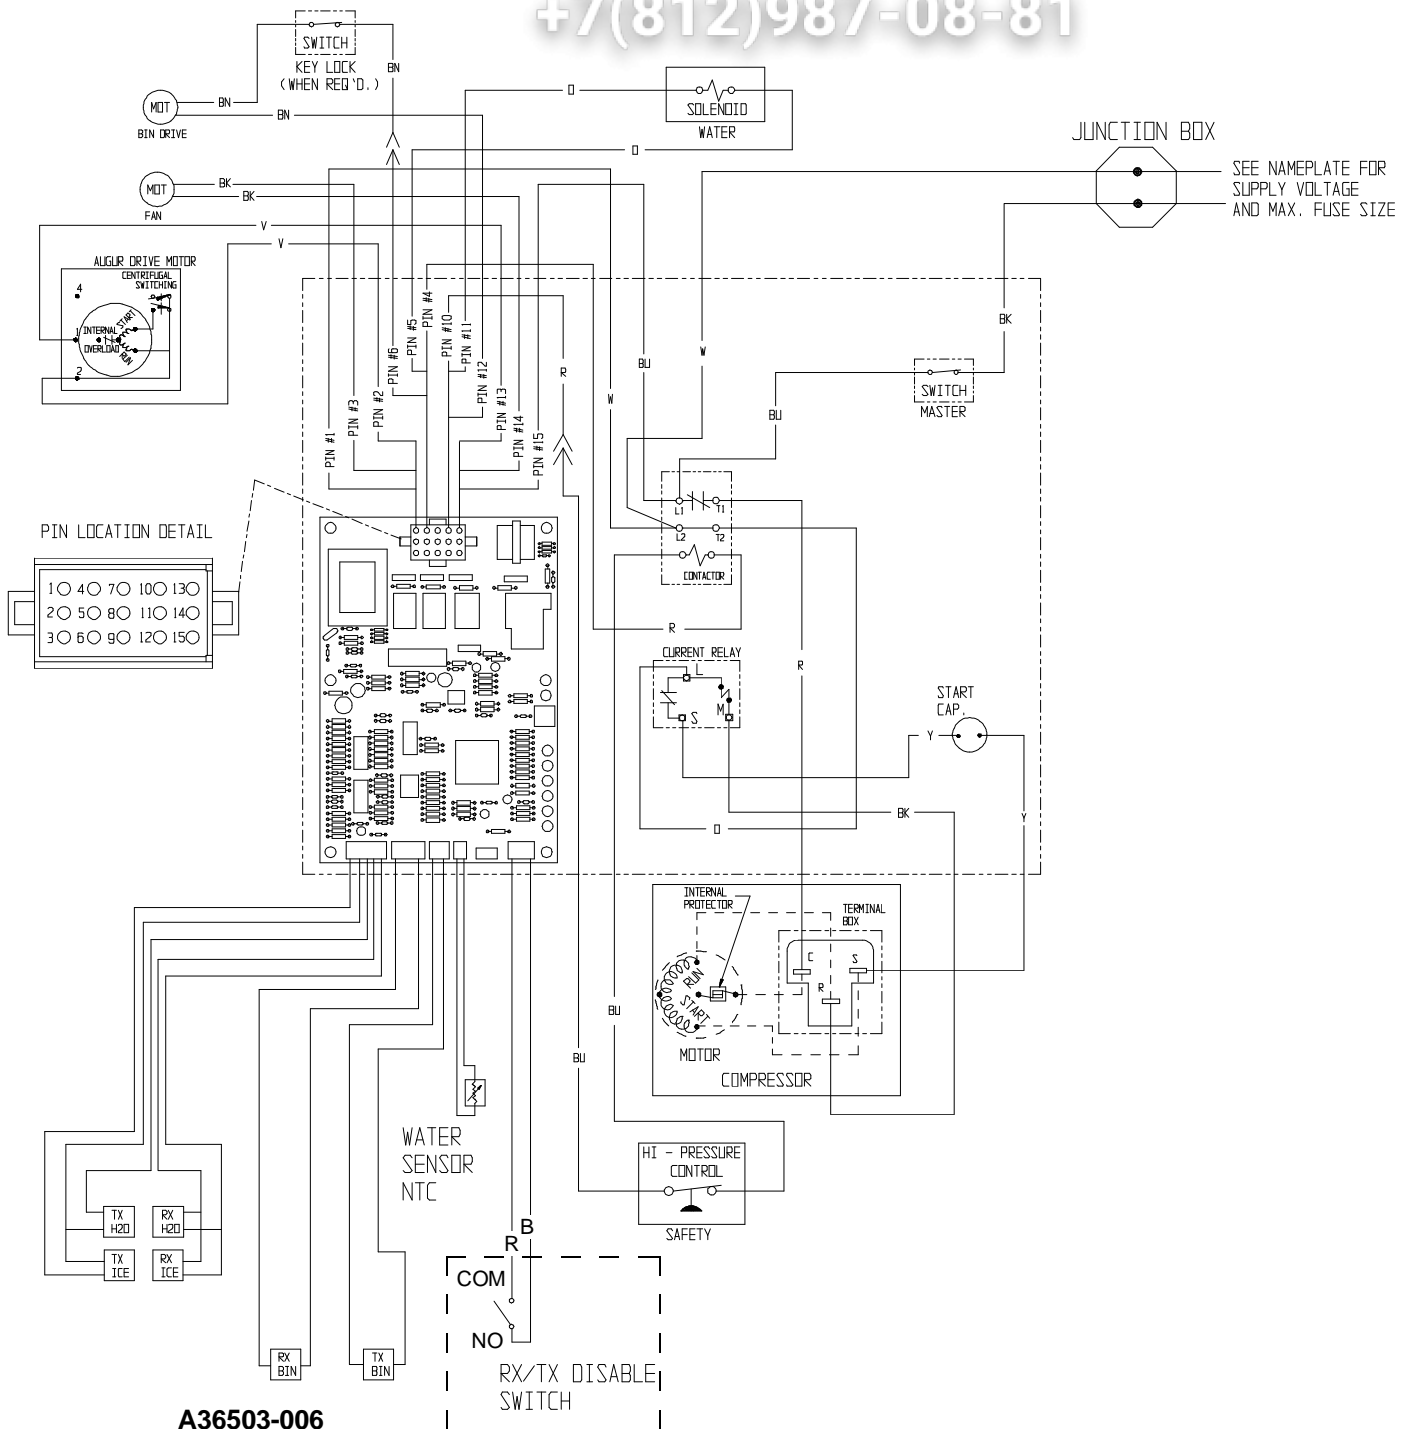 +7(812)987-08-81
SWITCH
KEY LOCK
(WHEN REQ'D.)
BN
MOT
BN
BN
BIN DRIVE
O
SOLENOID
WATER
O
JUNCTION BOX
SEE NAMEPLATE FOR
SUPPLY VOLTAGE
AND MAX. FUSE SIZE
MOT
BK
BK
FAN
V
V
AUGUR DRIVE MOTOR
CENTRIFUGAL
SWITCHING
4
1
2
INTERNAL
OVERLOAD
START
RUN
PIN #1
PIN #3
PIN #2
PIN #6
PIN #5
PIN #4
PIN #10
PIN #11
PIN #12
PIN #13
PIN #14
PIN #15
R
W
BU
W
BK
SWITCH
MASTER
BU
L1
T1
L2
T2
CONTACTOR
R
PIN LOCATION DETAIL
1 4 7 10 13
2 5 8 11 14
3 6 9 12 15
CURRENT RELAY
L
S
M
R
START
CAP.
Y
BK
O
Y
INTERNAL
PROTECTOR
TERMINAL
BOX
C
S
R
RUN
START
MOTOR
COMPRESSOR
BU
BU
HI - PRESSURE
CONTROL
SAFETY
WATER
SENSOR
NTC
TX
H2O
RX
H2O
TX
ICE
RX
ICE
B
R
COM
NO
RX/TX DISABLE
SWITCH
RX
BIN
TX
BIN
A36503-006